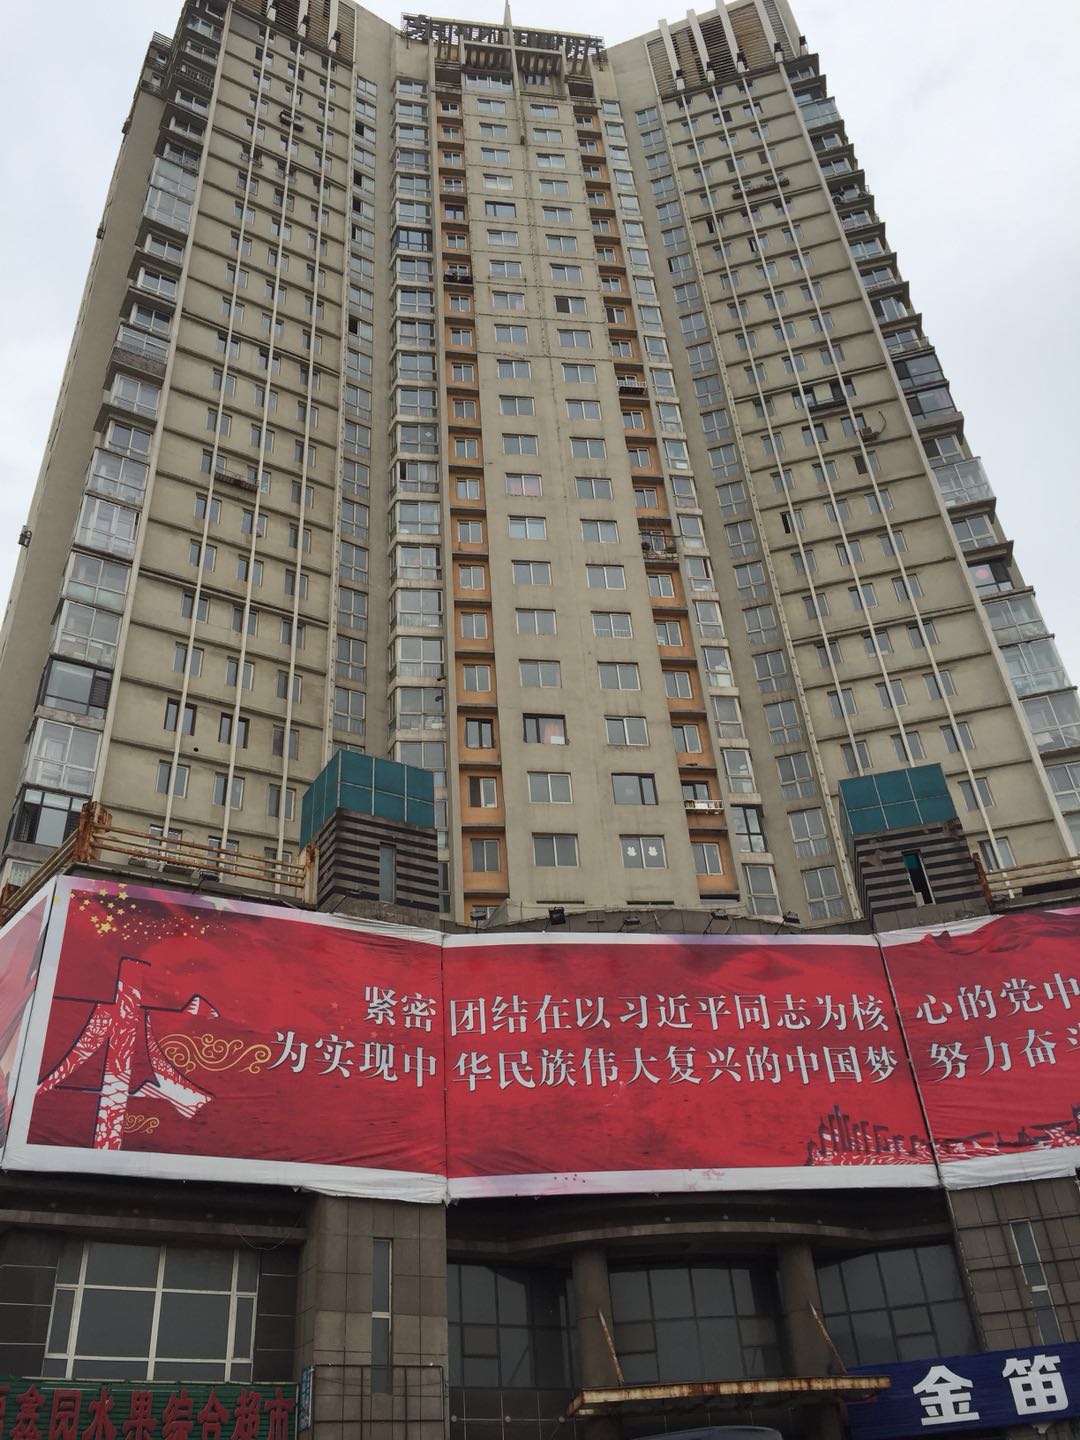 紧密团结在以习近平同志为核心的党中
为实现中华民族伟大复兴的中国梦努力奋斗
鑫园水果综合超市
金笛